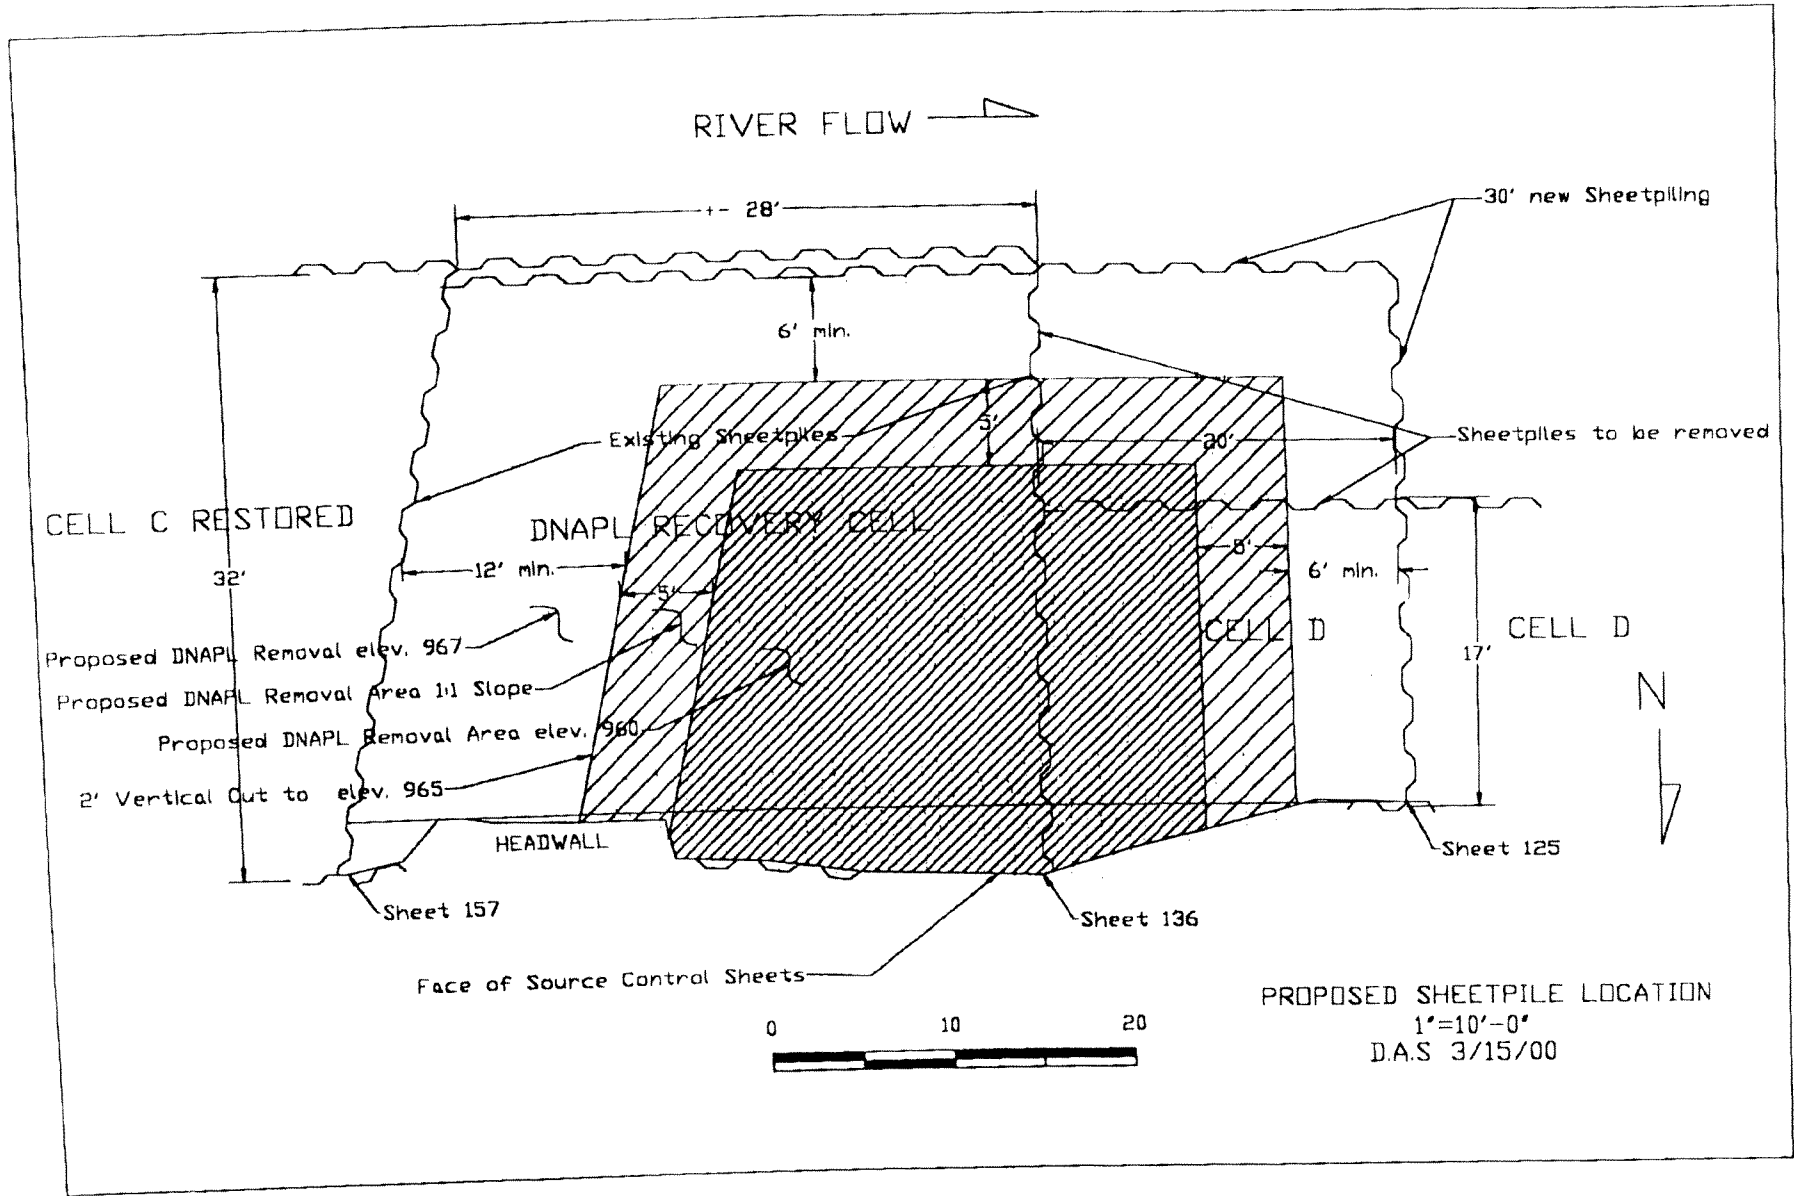 RIVER FLOW
+- 28'
30' new Sheetpiling
6' min.
5'
Existing Sheetpiles
20'
Sheetpiles to be removed
CELL C RESTORED
DNAPL RECOVERY CELL
32'
12' min.
5'
5'
6' min.
CELL D
CELL D
17'
Proposed DNAPL Removal elev. 967
Proposed DNAPL Removal Area 1:1 Slope
Proposed DNAPL Removal Area elev. 960
2' Vertical Cut to elev. 965
N
HEADWALL
Sheet 125
Sheet 157
Sheet 136
Face of Source Control Sheets
0 10 20
PROPOSED SHEETPILE LOCATION
1"=10'-0"
D.A.S 3/15/00